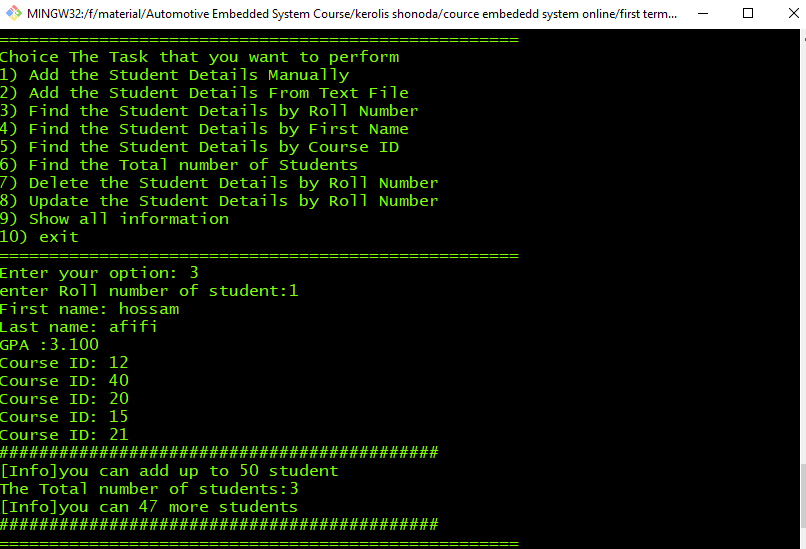 MINGW32:/f/material/Automotive Embedded System Course/kerolis shonoda/cource embededd system online/first term...
====================================================
Choice The Task that you want to perform
1) Add the Student Details Manually
2) Add the Student Details From Text File
3) Find the Student Details by Roll Number
4) Find the Student Details by First Name
5) Find the Student Details by Course ID
6) Find the Total number of Students
7) Delete the Student Details by Roll Number
8) Update the Student Details by Roll Number
9) Show all information
10) exit
====================================================
Enter your option: 3
enter Roll number of student:1
First name: hossam
Last name: afifi
GPA :3.100
Course ID: 12
Course ID: 40
Course ID: 20
Course ID: 15
Course ID: 21
############################################
[Info]you can add up to 50 student
The Total number of students:3
[Info]you can 47 more students
############################################
====================================================